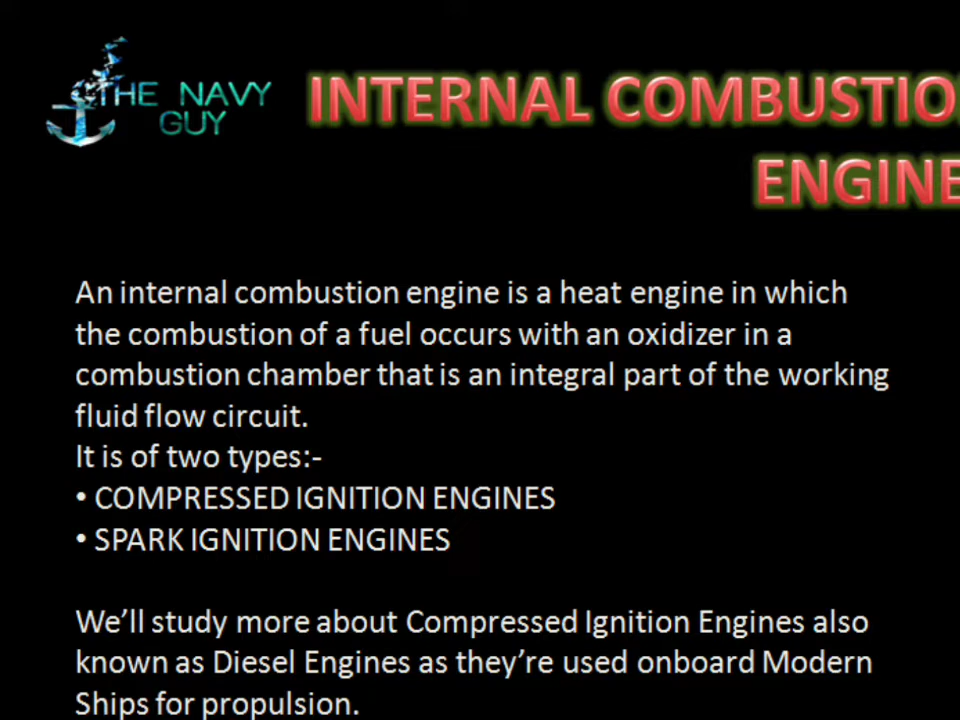 THE NAVY
GUY
INTERNAL COMBUSTIO
ENGINE
An internal combustion engine is a heat engine in which
the combustion of a fuel occurs with an oxidizer in a
combustion chamber that is an integral part of the working
fluid flow circuit.
It is of two types:-
• COMPRESSED IGNITION ENGINES
• SPARK IGNITION ENGINES
We’ll study more about Compressed Ignition Engines also
known as Diesel Engines as they’re used onboard Modern
Ships for propulsion.